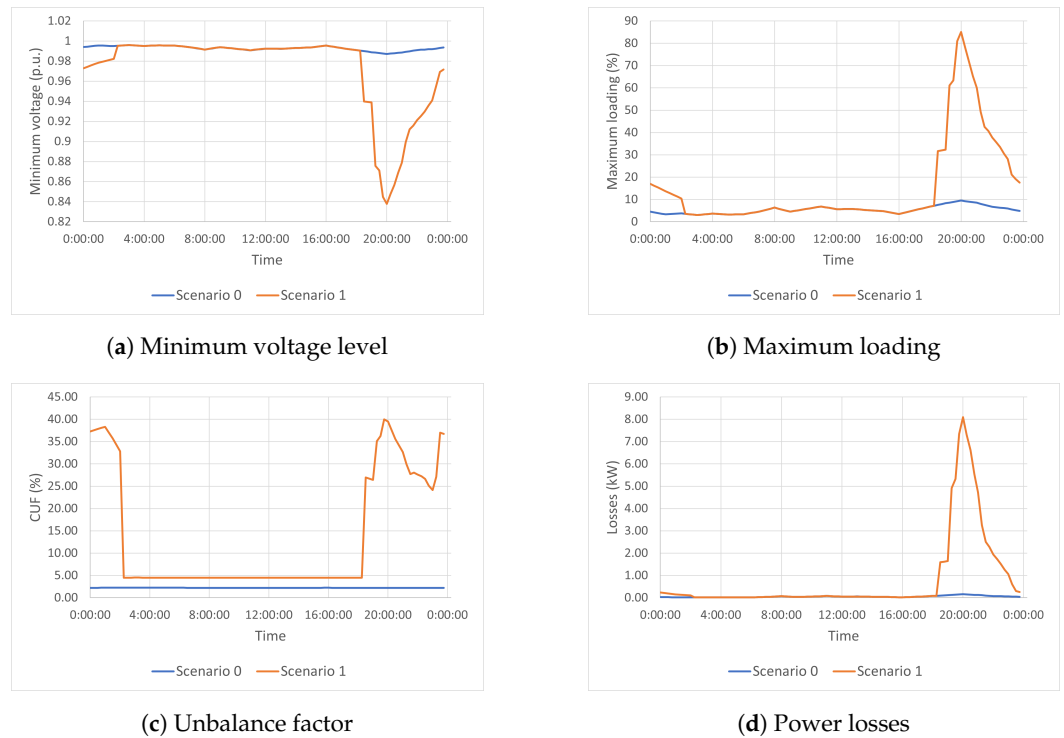 1.02
1
0.98
0.96
0.94
0.92
0.9
0.88
0.86
0.84
0.82
Minimum voltage (p.u.)
0:00:00 4:00:00 8:00:00 12:00:00 16:00:00 20:00:00 0:00:00
Time
Scenario 0 Scenario 1
(a) Minimum voltage level
90
80
70
60
50
40
30
20
10
0
Maximum loading (%)
0:00:00 4:00:00 8:00:00 12:00:00 16:00:00 20:00:00 0:00:00
Time
Scenario 0 Scenario 1
(b) Maximum loading
45.00
40.00
35.00
30.00
25.00
20.00
15.00
10.00
5.00
0.00
CUF (%)
0:00:00 4:00:00 8:00:00 12:00:00 16:00:00 20:00:00 0:00:00
Time
Scenario 0 Scenario 1
(c) Unbalance factor
9.00
8.00
7.00
6.00
5.00
4.00
3.00
2.00
1.00
0.00
Losses (kW)
0:00:00 4:00:00 8:00:00 12:00:00 16:00:00 20:00:00 0:00:00
Time
Scenario 0 Scenario 1
(d) Power losses